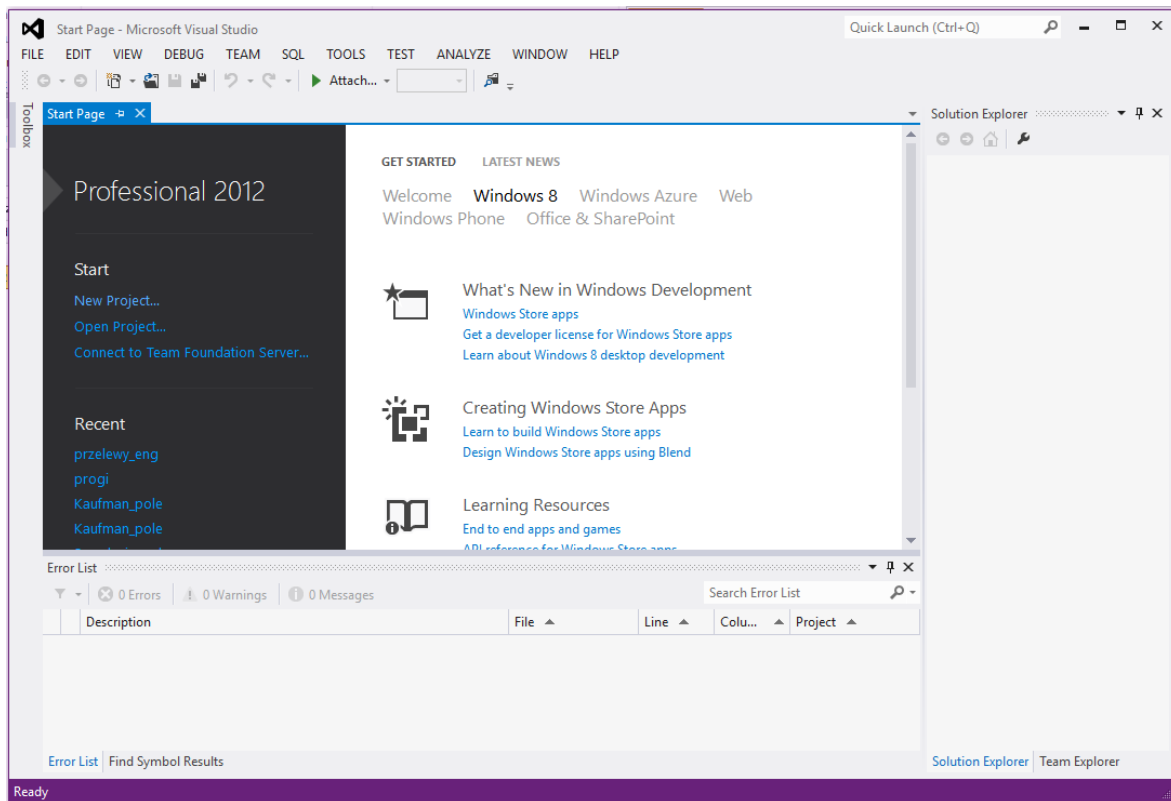 Start Page - Microsoft Visual Studio
Quick Launch (Ctrl+Q)
FILE EDIT VIEW DEBUG TEAM SQL TOOLS TEST ANALYZE WINDOW HELP
Attach...
Toolbox
Start Page
Professional 2012
Start
New Project...
Open Project...
Connect to Team Foundation Server...
Recent
przelewy_eng
progi
Kaufman_pole
Kaufman_pole
GET STARTED LATEST NEWS
Welcome Windows 8 Windows Azure Web
Windows Phone Office & SharePoint
What's New in Windows Development
Windows Store apps
Get a developer license for Windows Store apps
Learn about Windows 8 desktop development
Creating Windows Store Apps
Learn to build Windows Store apps
Design Windows Store apps using Blend
Learning Resources
End to end apps and games
API reference for Windows Store apps
Solution Explorer
Error List
0 Errors 0 Warnings 0 Messages
Search Error List
Description File Line Colu... Project
Error List Find Symbol Results
Solution Explorer Team Explorer
Ready